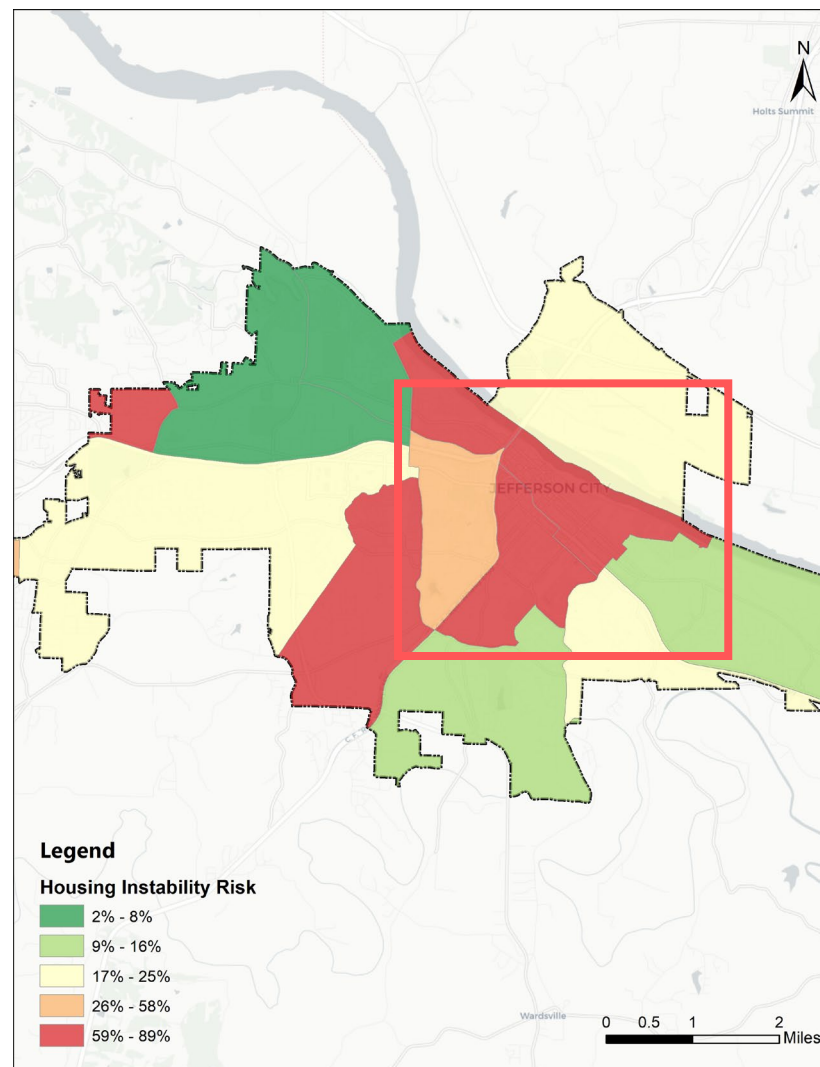 N
Holts Summit
JEFFERSON CITY
Legend
Housing Instability Risk
2% - 8%
9% - 16%
17% - 25%
26% - 58%
59% - 89%
Wardsville
0 0.5 1 2
Miles